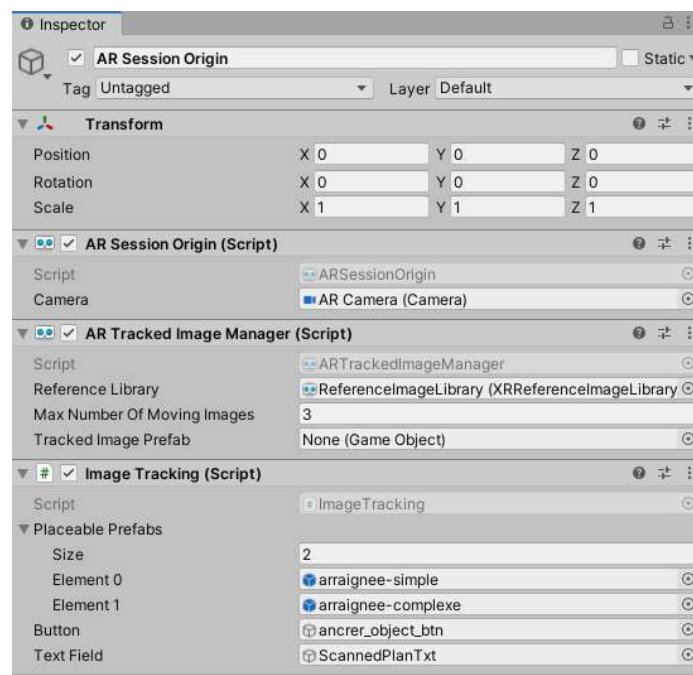 Inspector
AR Session Origin Static
Tag Untagged Layer Default
Transform
Position X 0 Y 0 Z 0
Rotation X 0 Y 0 Z 0
Scale X 1 Y 1 Z 1
AR Session Origin (Script)
Script ARSessionOrigin
Camera AR Camera (Camera)
AR Tracked Image Manager (Script)
Script ARTrackedImageManager
Reference Library ReferenceImageLibrary (XRReferenceImageLibrary
Max Number Of Moving Images 3
Tracked Image Prefab None (Game Object)
# Image Tracking (Script)
Script # ImageTracking
Placeable Prefabs
Size 2
Element 0 arraignee-simple
Element 1 arraignee-complexe
Button ancrer_object_btn
Text Field ScannedPlanTxt